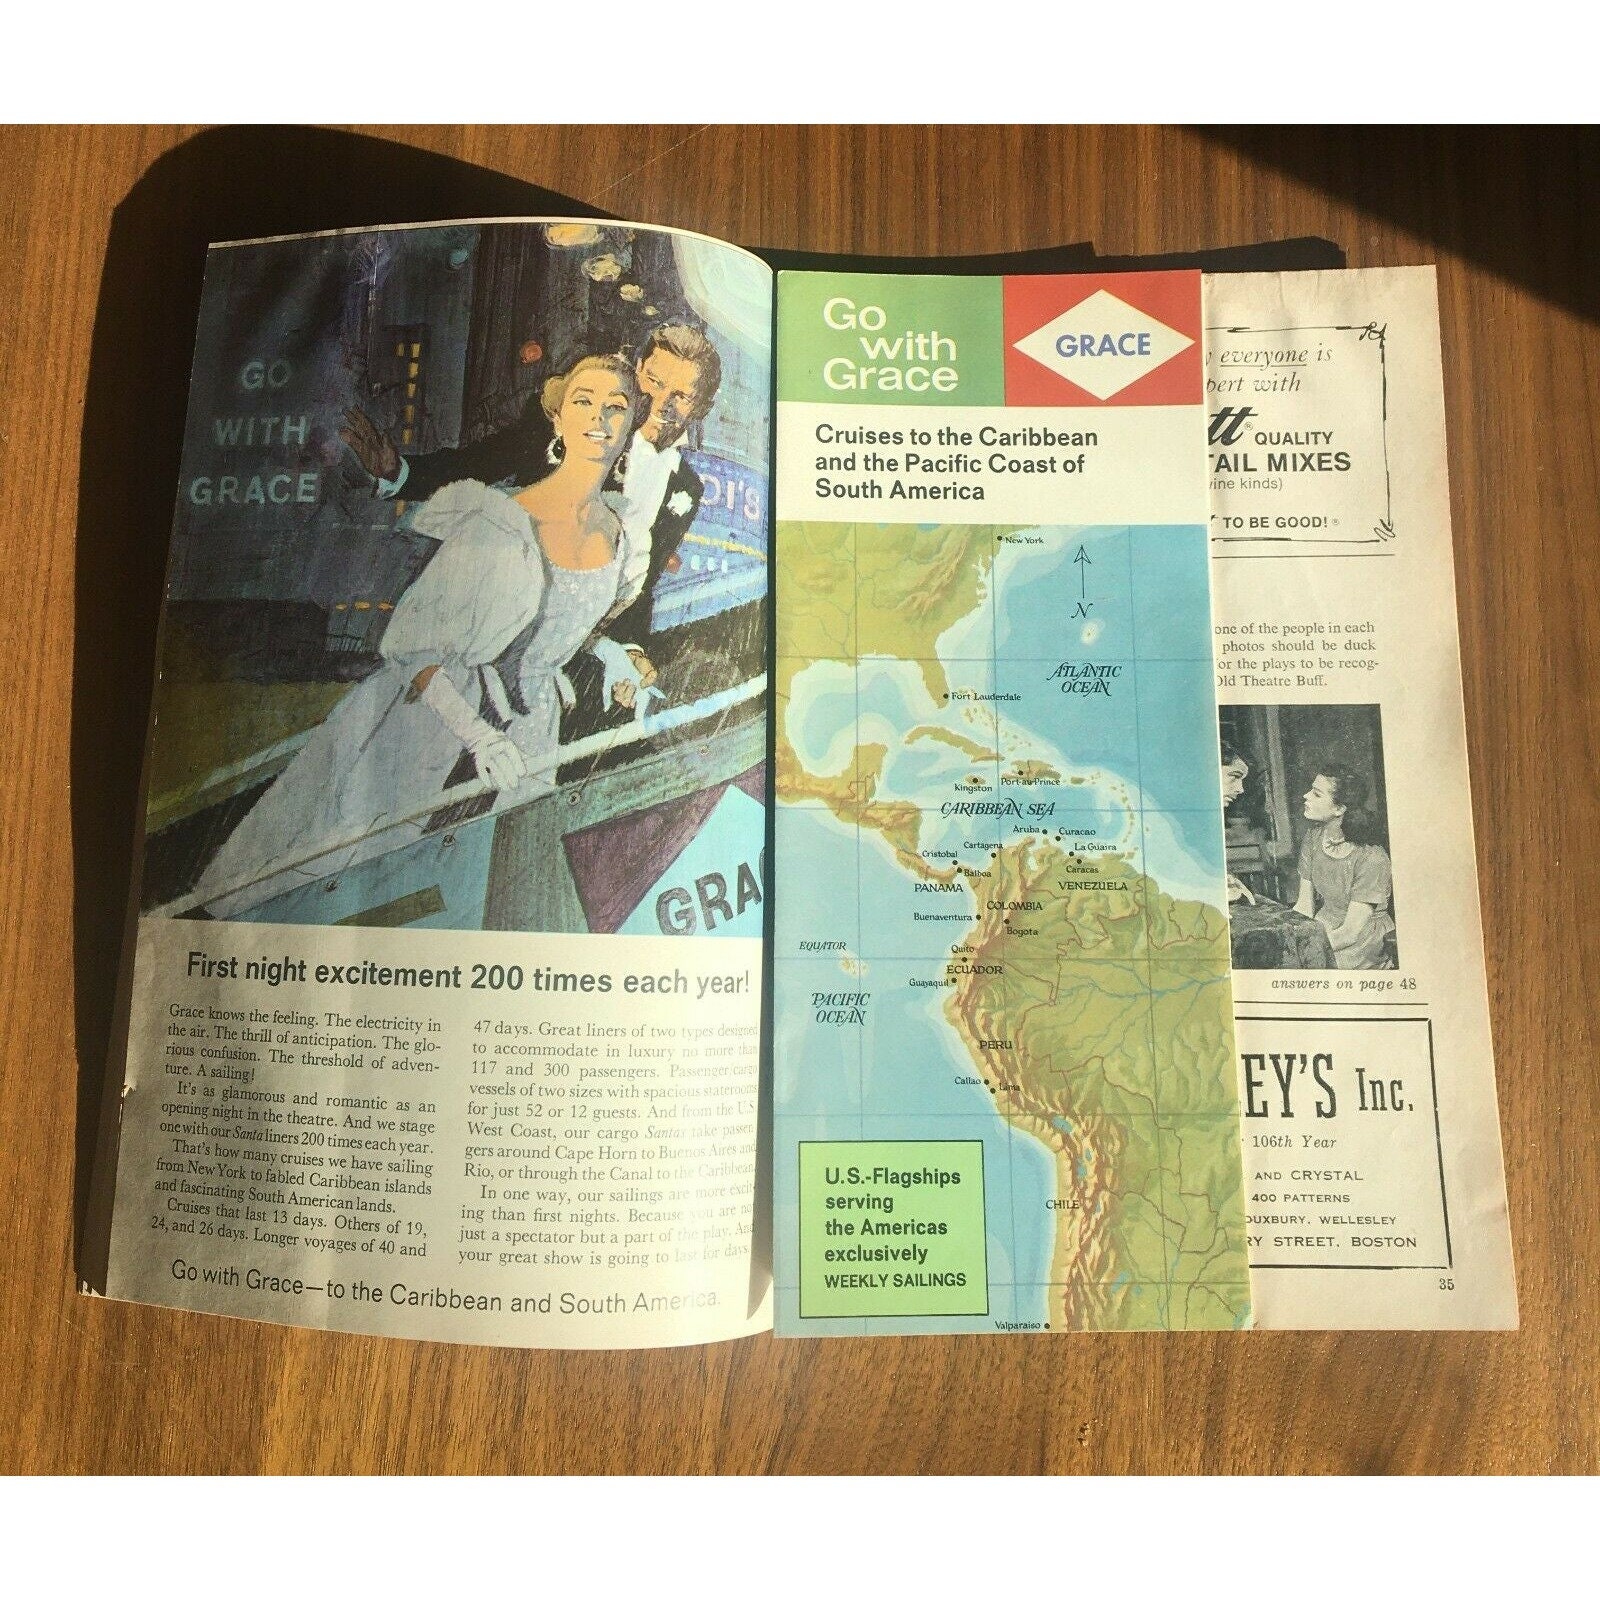 GO
WITH
GRACE
OI'S
GRA
First night excitement 200 times each year!
Grace knows the feeling. The electricity in
the air. The thrill of anticipation. The glo-
rious confusion. The threshold of adven-
ture. A sailing!
It's as glamorous and romantic as an
opening night in the theatre. And we stage
one with our Santa liners 200 times each year.
That's how many cruises we have sailing
from New York to fabled Caribbean islands
and fascinating South American lands.
Cruises that last 13 days. Others of 19,
24, and 26 days. Longer voyages of 40 and
47 days. Great liners of two types designed
to accommodate in luxury no more than
117 and 300 passengers. Passenger/cargo
vessels of two sizes with spacious staterooms
for just 52 or 12 guests. And from the U.S.
West Coast, our cargo Santas take passen-
gers around Cape Horn to Buenos Aires and
Rio, or through the Canal to the Caribbean.
In one way, our sailings are more excit-
ing than first nights. Because you are not
just a spectator but a part of the play. And
your great show is going to last for days.
Go with Grace—to the Caribbean and South America.
Go
with
Grace
GRACE
Cruises to the Caribbean
and the Pacific Coast of
South America
New York
N
ATLANTIC
OCEAN
Fort Lauderdale
Kingston
Port-au-Prince
CARIBBEAN SEA
Aruba
Curacao
Cartagena
La Guaira
Cristobal
Caracas
Balboa
PANAMA
VENEZUELA
COLOMBIA
Buenaventura
Bogota
EQUATOR
Quito
ECUADOR
Guayaquil
PACIFIC
OCEAN
PERU
Callao
Lima
CHILE
Valparaiso
U.S.-Flagships
serving
the Americas
exclusively
WEEKLY SAILINGS
y everyone is
pert with
tt® QUALITY
TAIL MIXES
(vine kinds)
TO BE GOOD!®
one of the people in each
photos should be duck
or the plays to be recog-
Old Theatre Buff.
answers on page 48
EY'S Inc.
106th Year
AND CRYSTAL
400 PATTERNS
DUXBURY, WELLESLEY
RY STREET, BOSTON
35